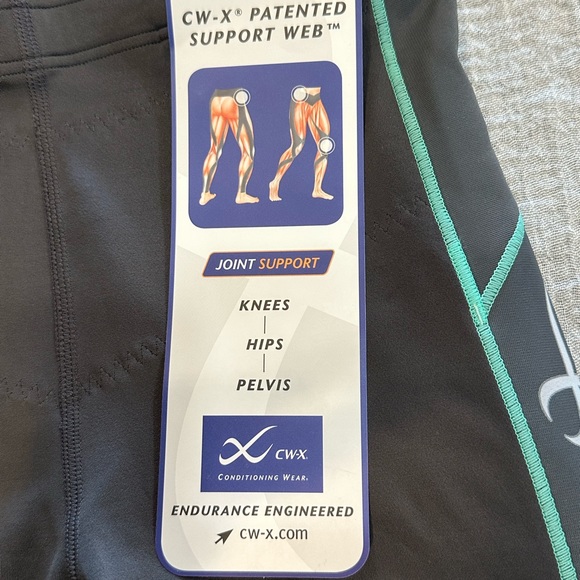 CW-X® PATENTED
SUPPORT WEB™
JOINT SUPPORT
KNEES
HIPS
PELVIS
CW-X®
CONDITIONING WEAR®
ENDURANCE ENGINEERED
cw-x.com